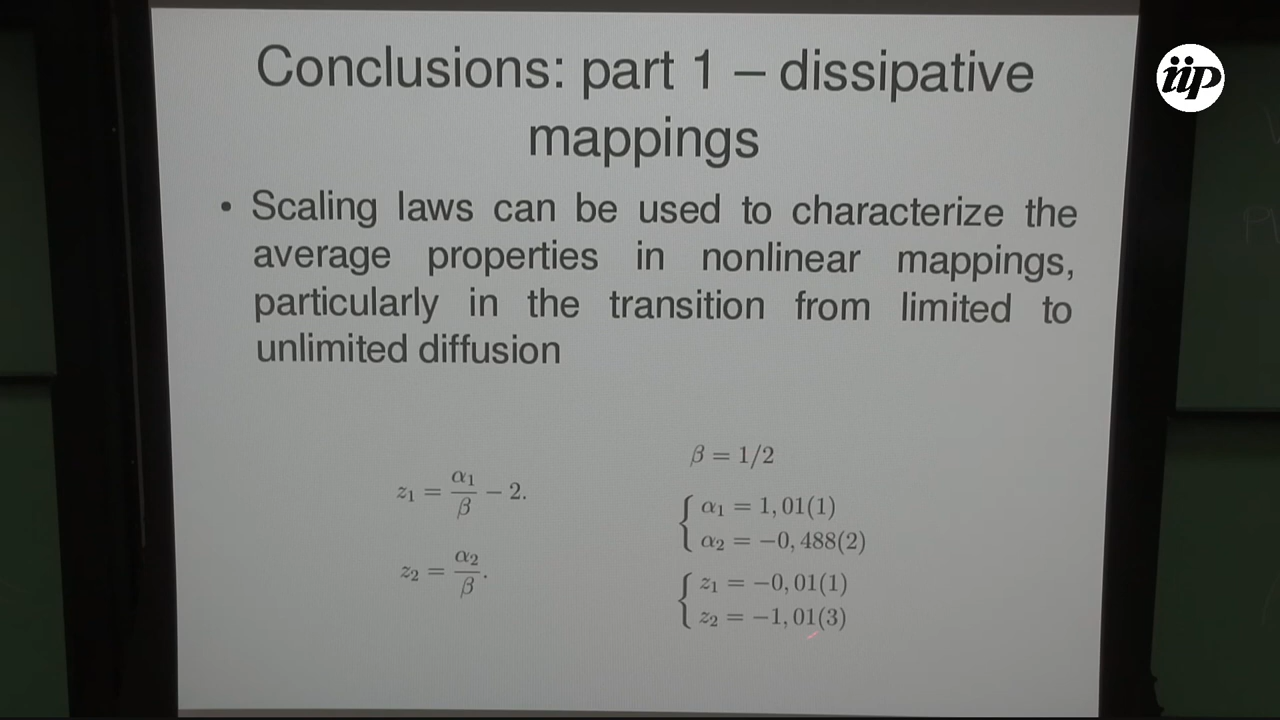 iip
Conclusions: part 1 – dissipative
mappings
• Scaling laws can be used to characterize the
average properties in nonlinear mappings,
particularly in the transition from limited to
unlimited diffusion
β = 1/2
z₁ = α₁/β − 2.
α₁ = 1, 01(1)
α₂ = −0, 488(2)
z₂ = α₂/β.
z₁ = −0, 01(1)
z₂ = −1, 01(3)